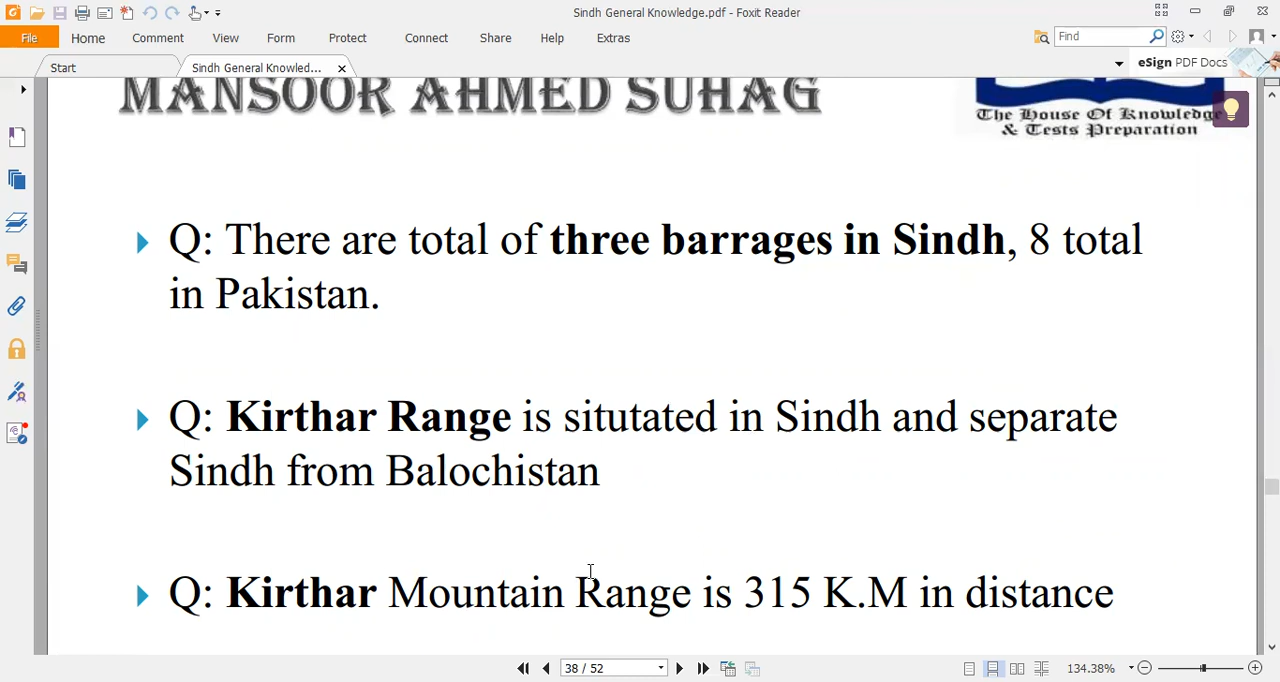 Sindh General Knowledge.pdf - Foxit Reader
File Home Comment View Form Protect Connect Share Help Extras Find
Start Sindh General Knowled... eSign PDF Docs
MANSOOR AHMED SUHAG
The House Of Knowledge
& Tests Preparation
Q: There are total of three barrages in Sindh, 8 total
in Pakistan.
Q: Kirthar Range is situtated in Sindh and separate
Sindh from Balochistan
Q: Kirthar Mountain Range is 315 K.M in distance
38 / 52 134.38%